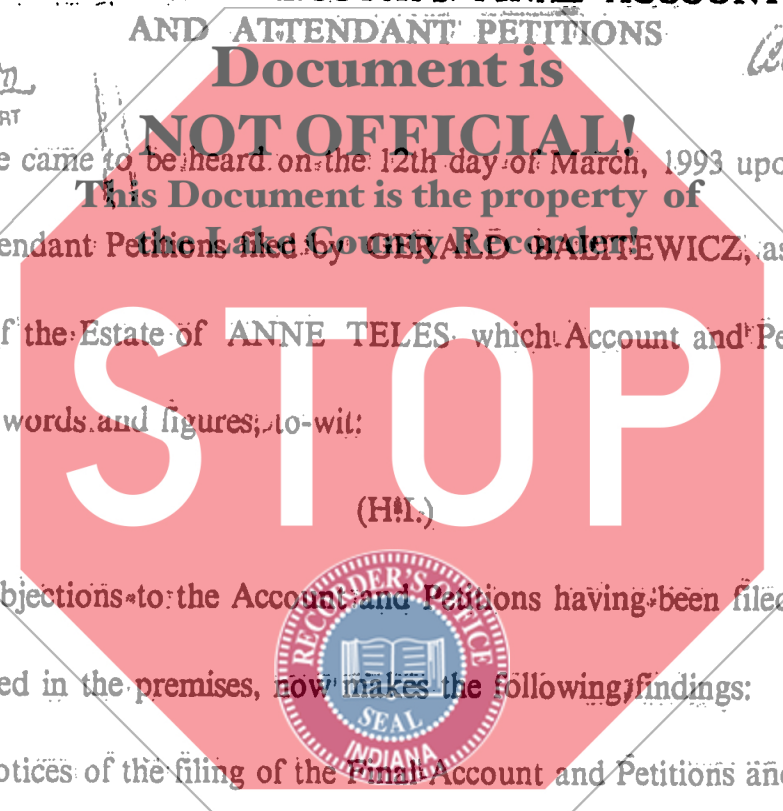 FINAL ACCOUNT
AND ATTENDANT PETITIONS
Document is
NOT OFFICIAL!
e came to be heard on the 12th day of March, 1993 upo
This Document is the property of
the Lake County Recorder!
endant Petitions filed by GERALD BALITEWICZ, as
f the Estate of ANNE TELES which Account and Pe
STOP
words and figures, to-wit:
(H.I.)
bjections to the Account and Petitions having been filed
RECORDER'S OFFICE
SEAL
INDIANA
ed in the premises, now makes the following findings:
otices of the filing of the Final Account and Petitions and